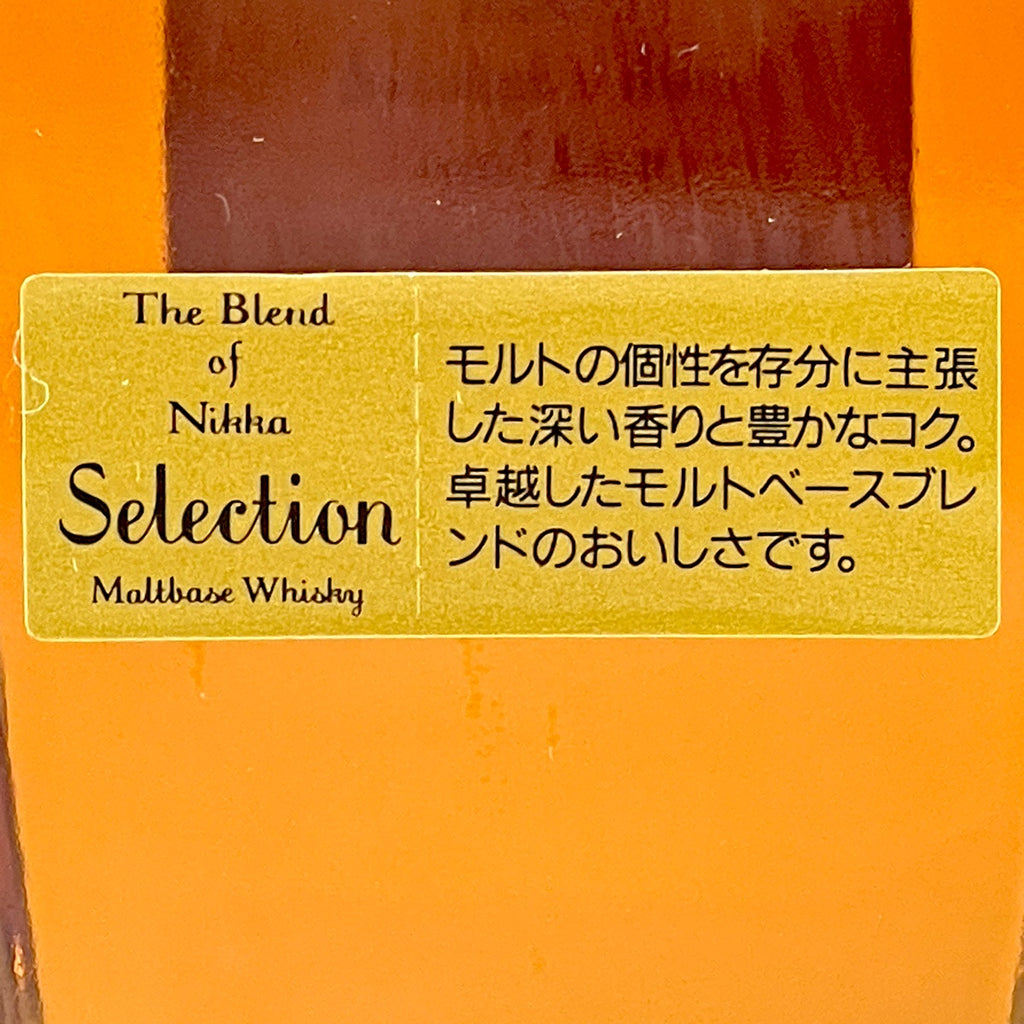 The Blend
of
Nikka
Selection
Maltbase Whisky
モルトの個性を存分に主張
した深い香りと豊かなコク。
卓越したモルトベースブレ
ンドのおいしさです。